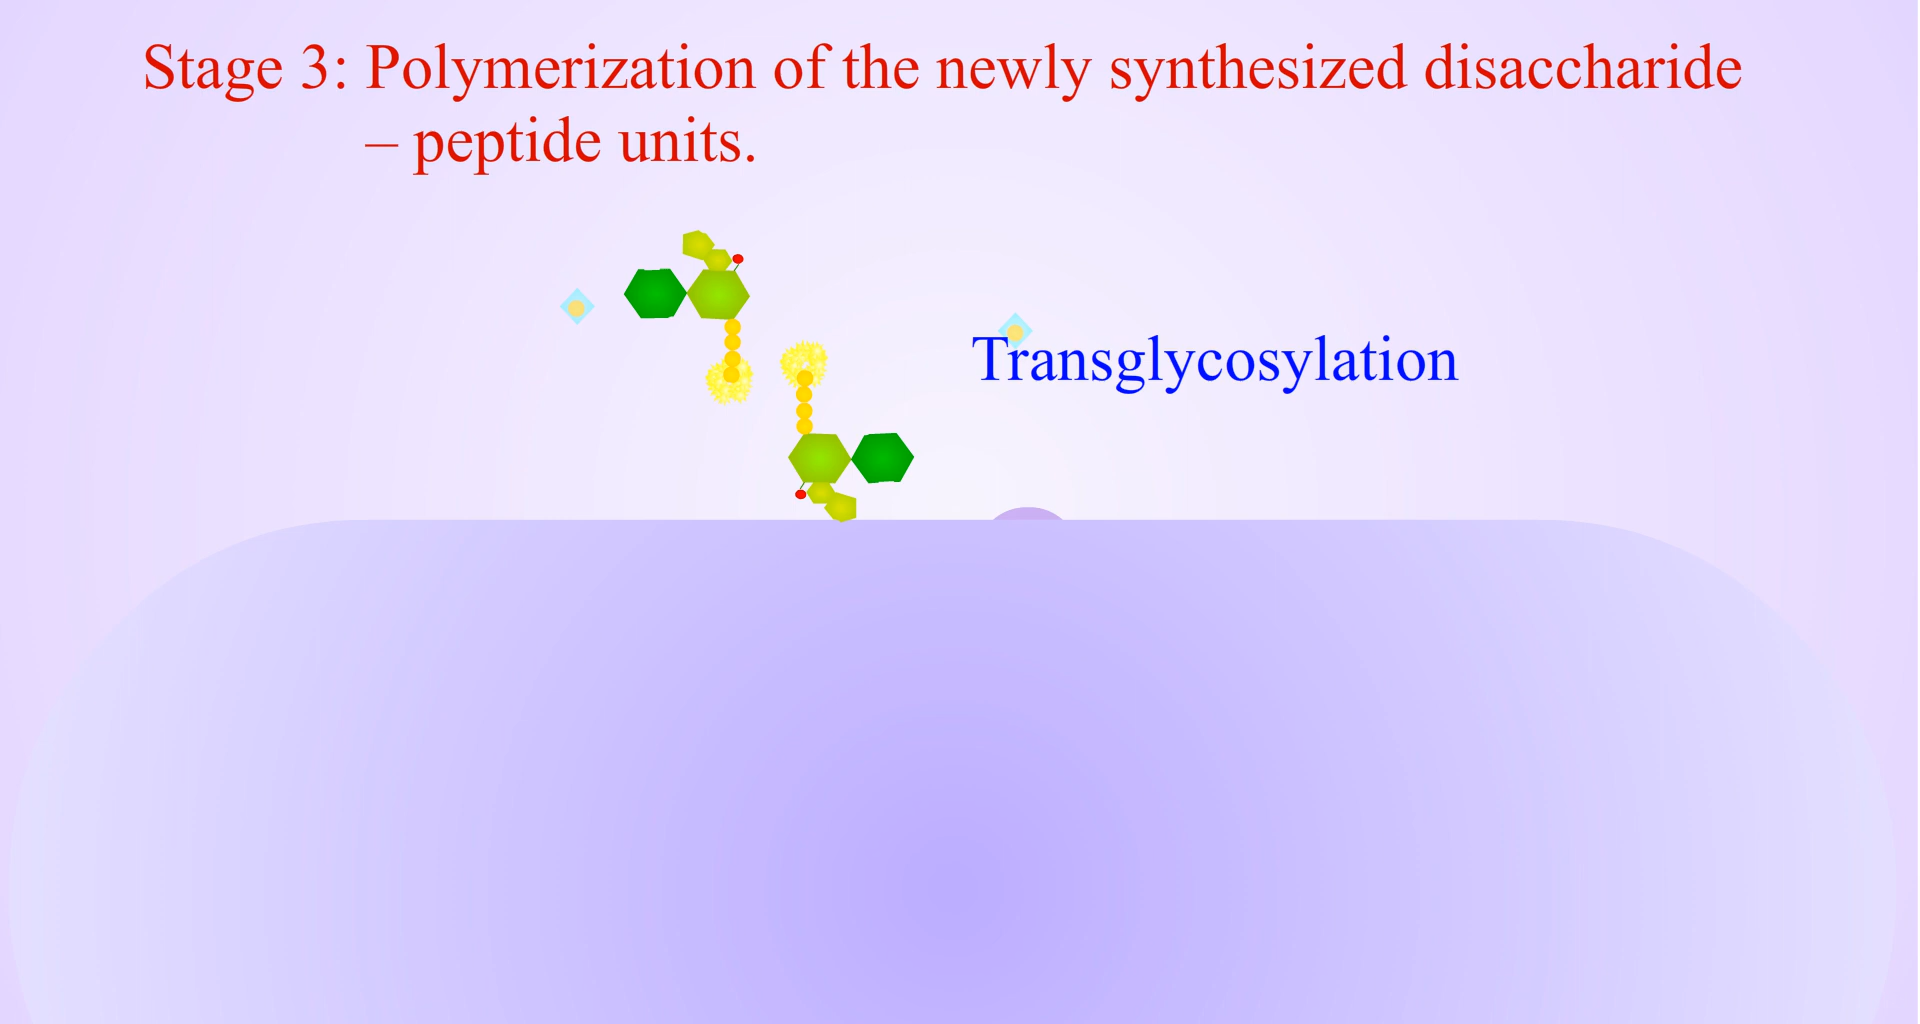 Stage 3: Polymerization of the newly synthesized disaccharide
– peptide units.
Transglycosylation